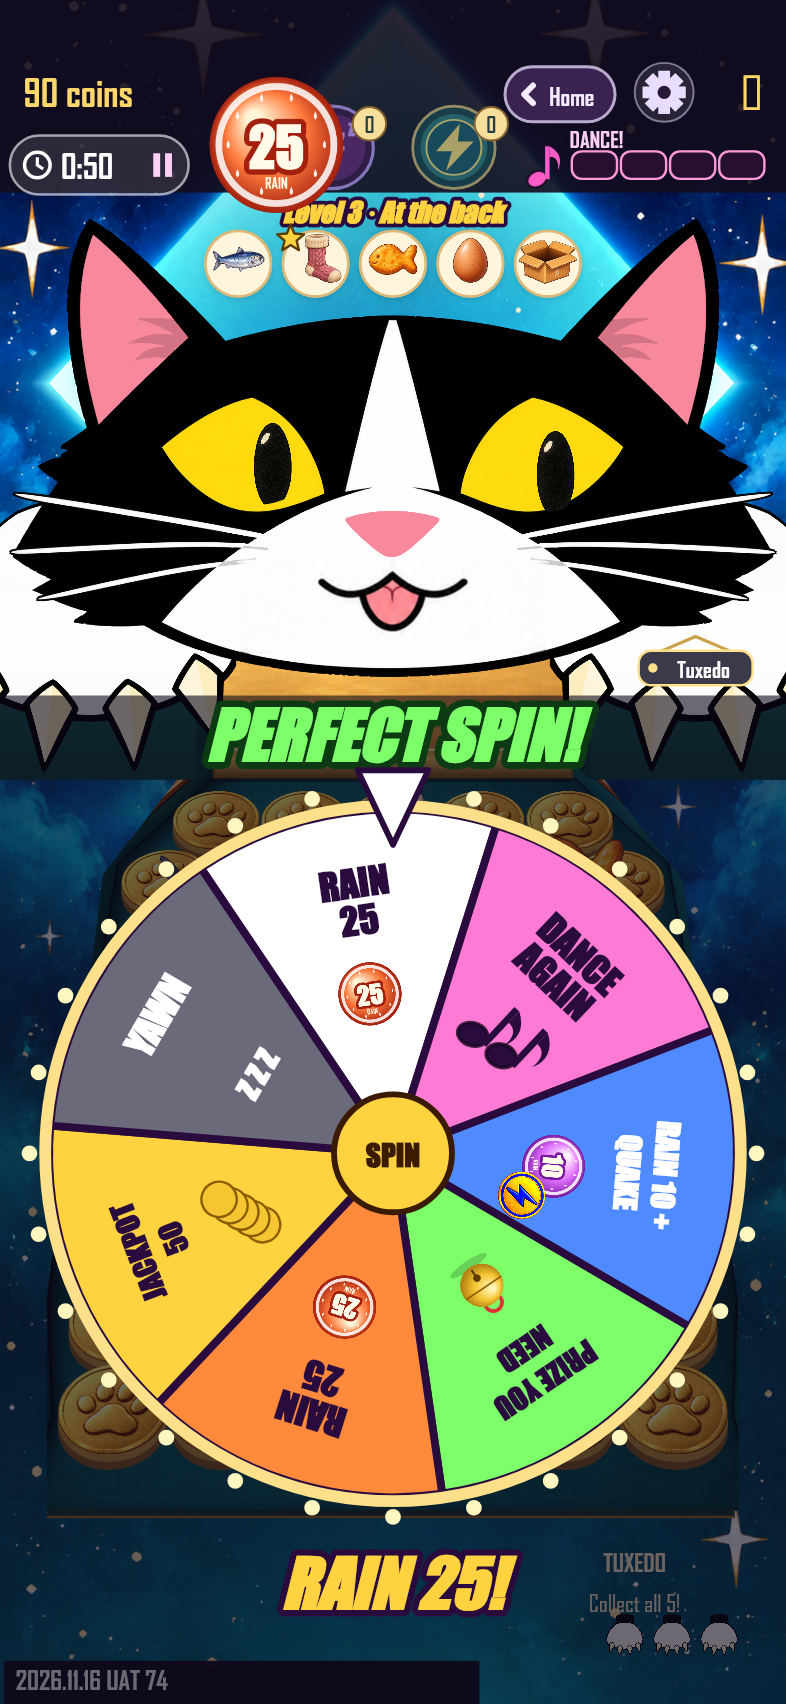 90 coins
Home
0:50
25
RAIN
0
0
DANCE!
Level 3 · At the back
Tuxedo
PERFECT SPIN!
RAIN
25
25
DANCE
AGAIN
RAIN 10 +
QUAKE
10
PRIZE YOU
NEED
RAIN
25
25
RAIN
JACKPOT
50
YAWN
ZZZ
SPIN
RAIN 25!
TUXEDO
Collect all 5!
2026.11.16 UAT 74